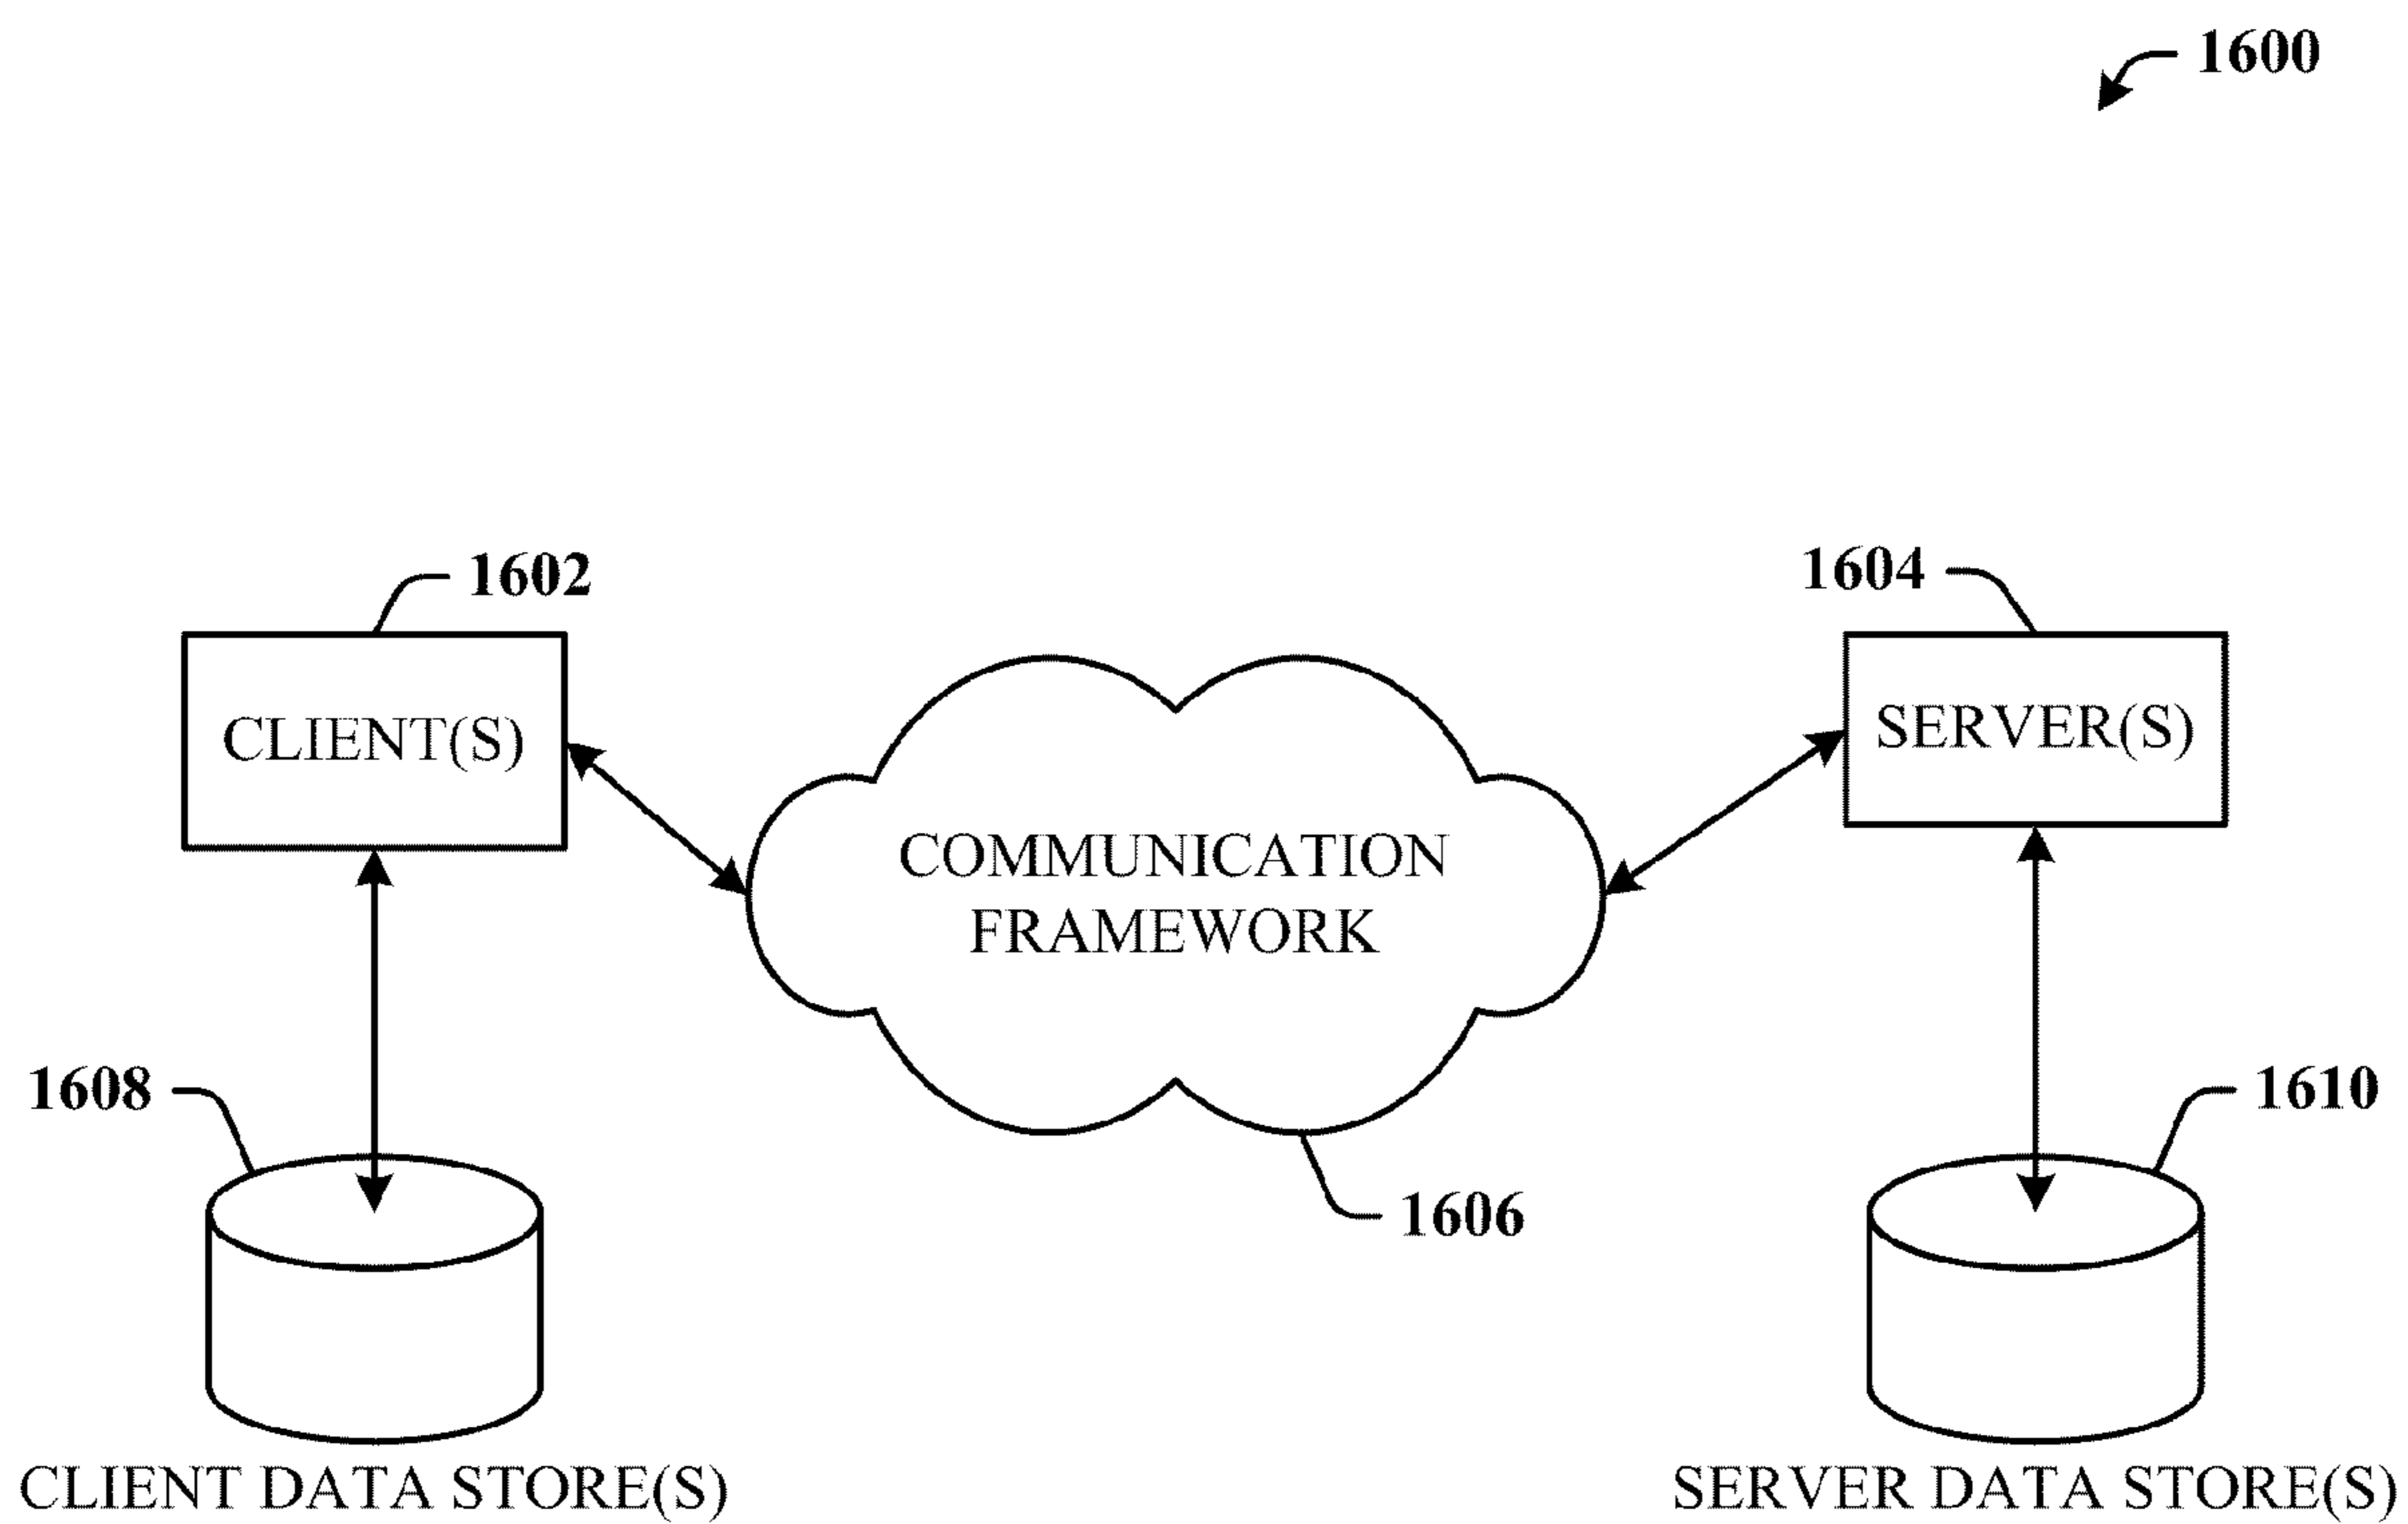 1600
1602
1604
CLIENT(S)
SERVER(S)
COMMUNICATION
FRAMEWORK
1608
1610
1606
CLIENT DATA STORE(S)
SERVER DATA STORE(S)